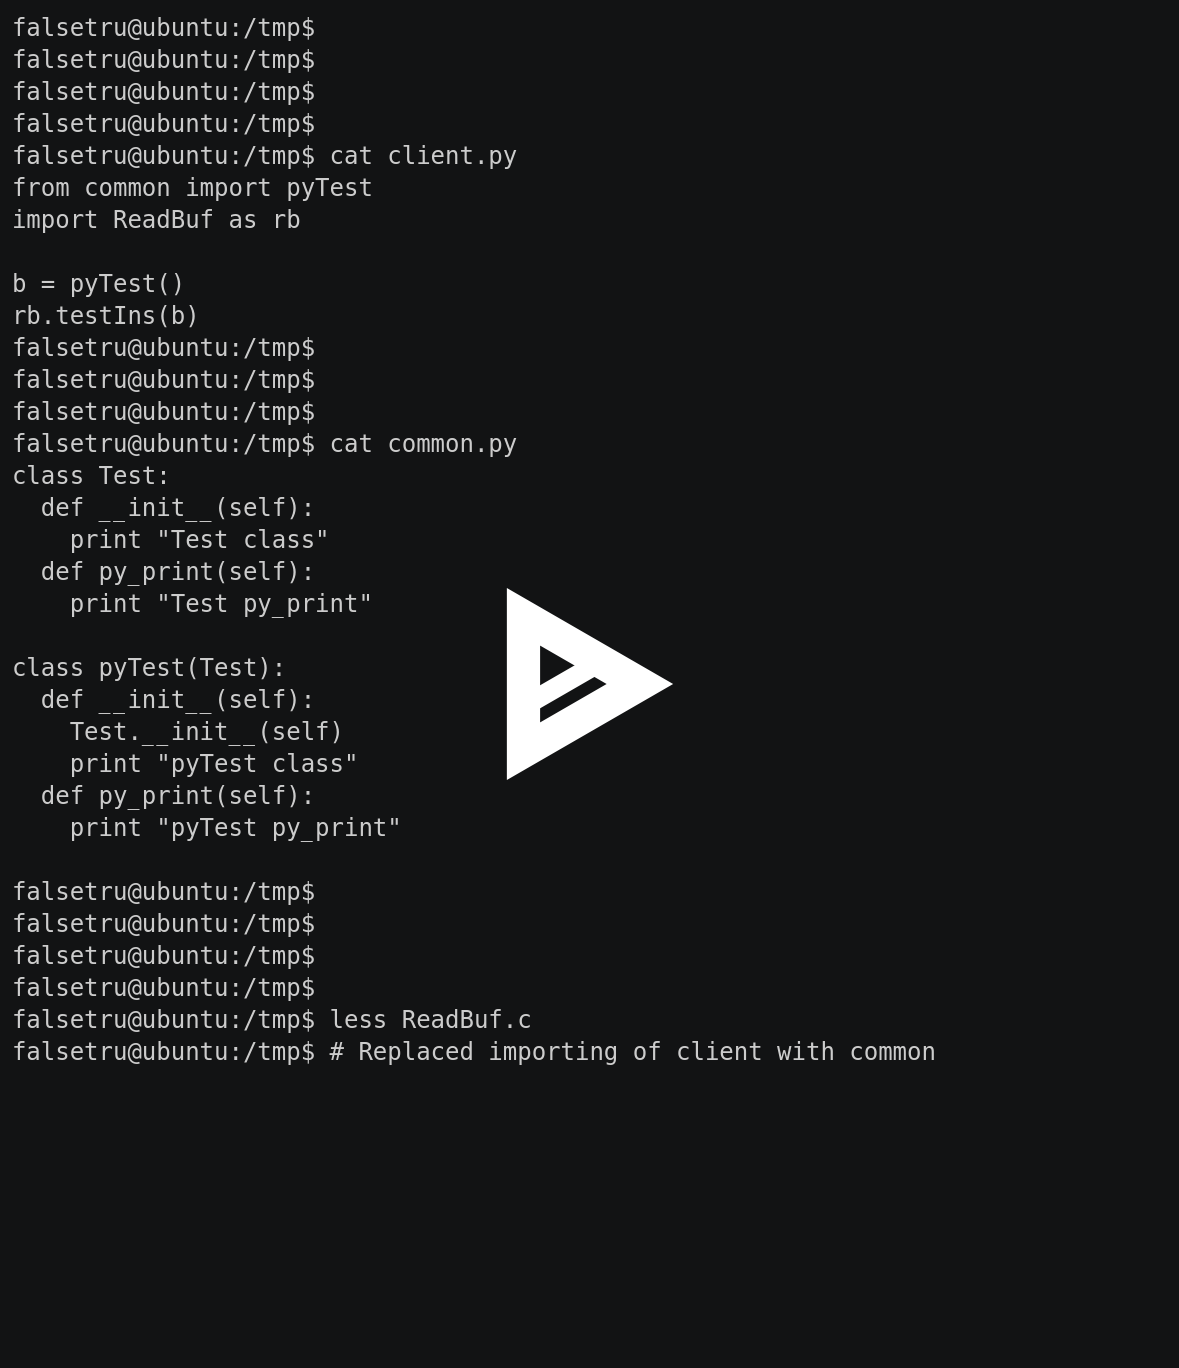 falsetru@ubuntu:/tmp$
falsetru@ubuntu:/tmp$
falsetru@ubuntu:/tmp$
falsetru@ubuntu:/tmp$
falsetru@ubuntu:/tmp$ cat client.py
from common import pyTest
import ReadBuf as rb

b = pyTest()
rb.testIns(b)
falsetru@ubuntu:/tmp$
falsetru@ubuntu:/tmp$
falsetru@ubuntu:/tmp$
falsetru@ubuntu:/tmp$ cat common.py
class Test:
  def __init__(self):
    print "Test class"
  def py_print(self):
    print "Test py_print"

class pyTest(Test):
  def __init__(self):
    Test.__init__(self)
    print "pyTest class"
  def py_print(self):
    print "pyTest py_print"

falsetru@ubuntu:/tmp$
falsetru@ubuntu:/tmp$
falsetru@ubuntu:/tmp$
falsetru@ubuntu:/tmp$
falsetru@ubuntu:/tmp$ less ReadBuf.c
falsetru@ubuntu:/tmp$ # Replaced importing of client with common